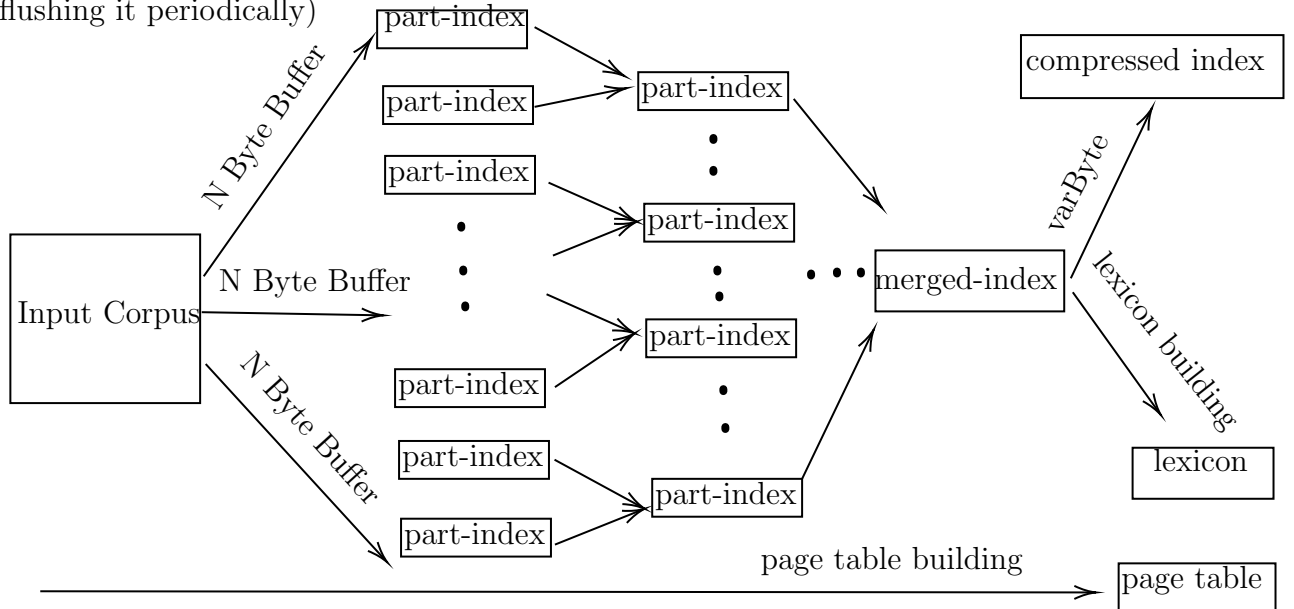 flushing it periodically)
part-index
N Byte Buffer
part-index
part-index
part-index
compressed index
part-index
varByte
part-index
N Byte Buffer
Input Corpus
merged-index
lexicon building
part-index
N Byte Buffer
part-index
part-index
lexicon
part-index
part-index
page table building
page table